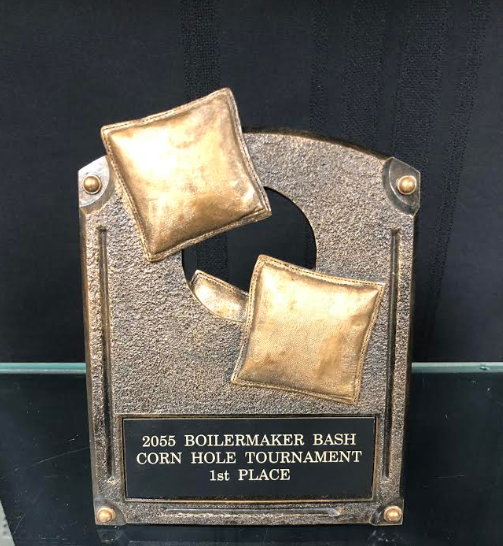 2055 BOILERMAKER BASH
CORN HOLE TOURNAMENT
1st PLACE